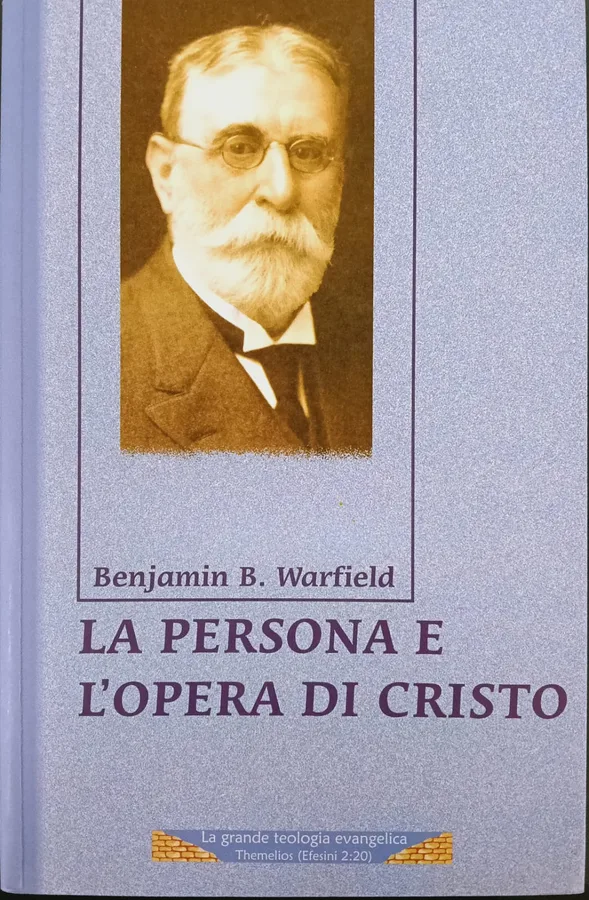 Benjamin B. Warfield
LA PERSONA E
L'OPERA DI CRISTO
La grande teologia evangelica
Themelios (Efesini 2:20)